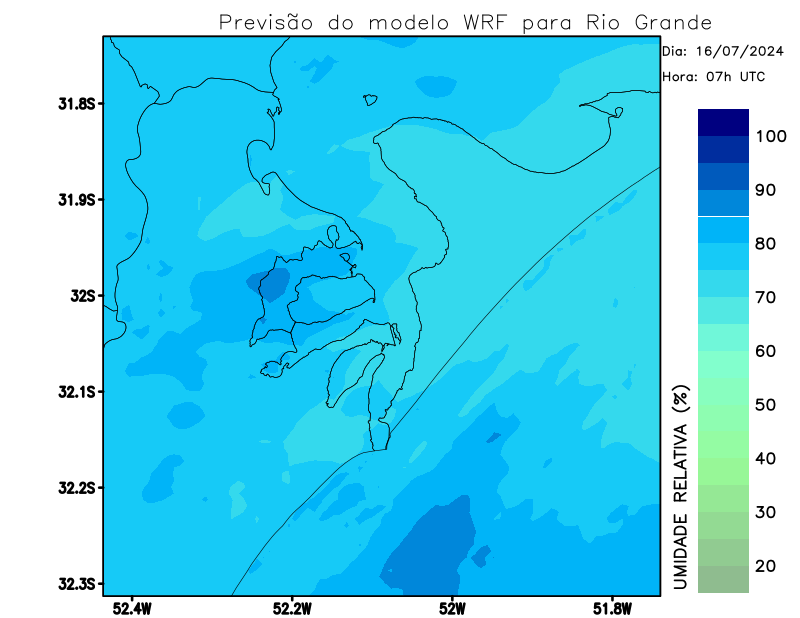 Previsão do modelo WRF para Rio Grande
Dia: 16/07/2024
Hora: 07h UTC
31.8S
31.9S
32S
32.1S
32.2S
32.3S
52.4W
52.2W
52W
51.8W
100
90
80
70
60
50
40
30
20
UMIDADE RELATIVA (%)